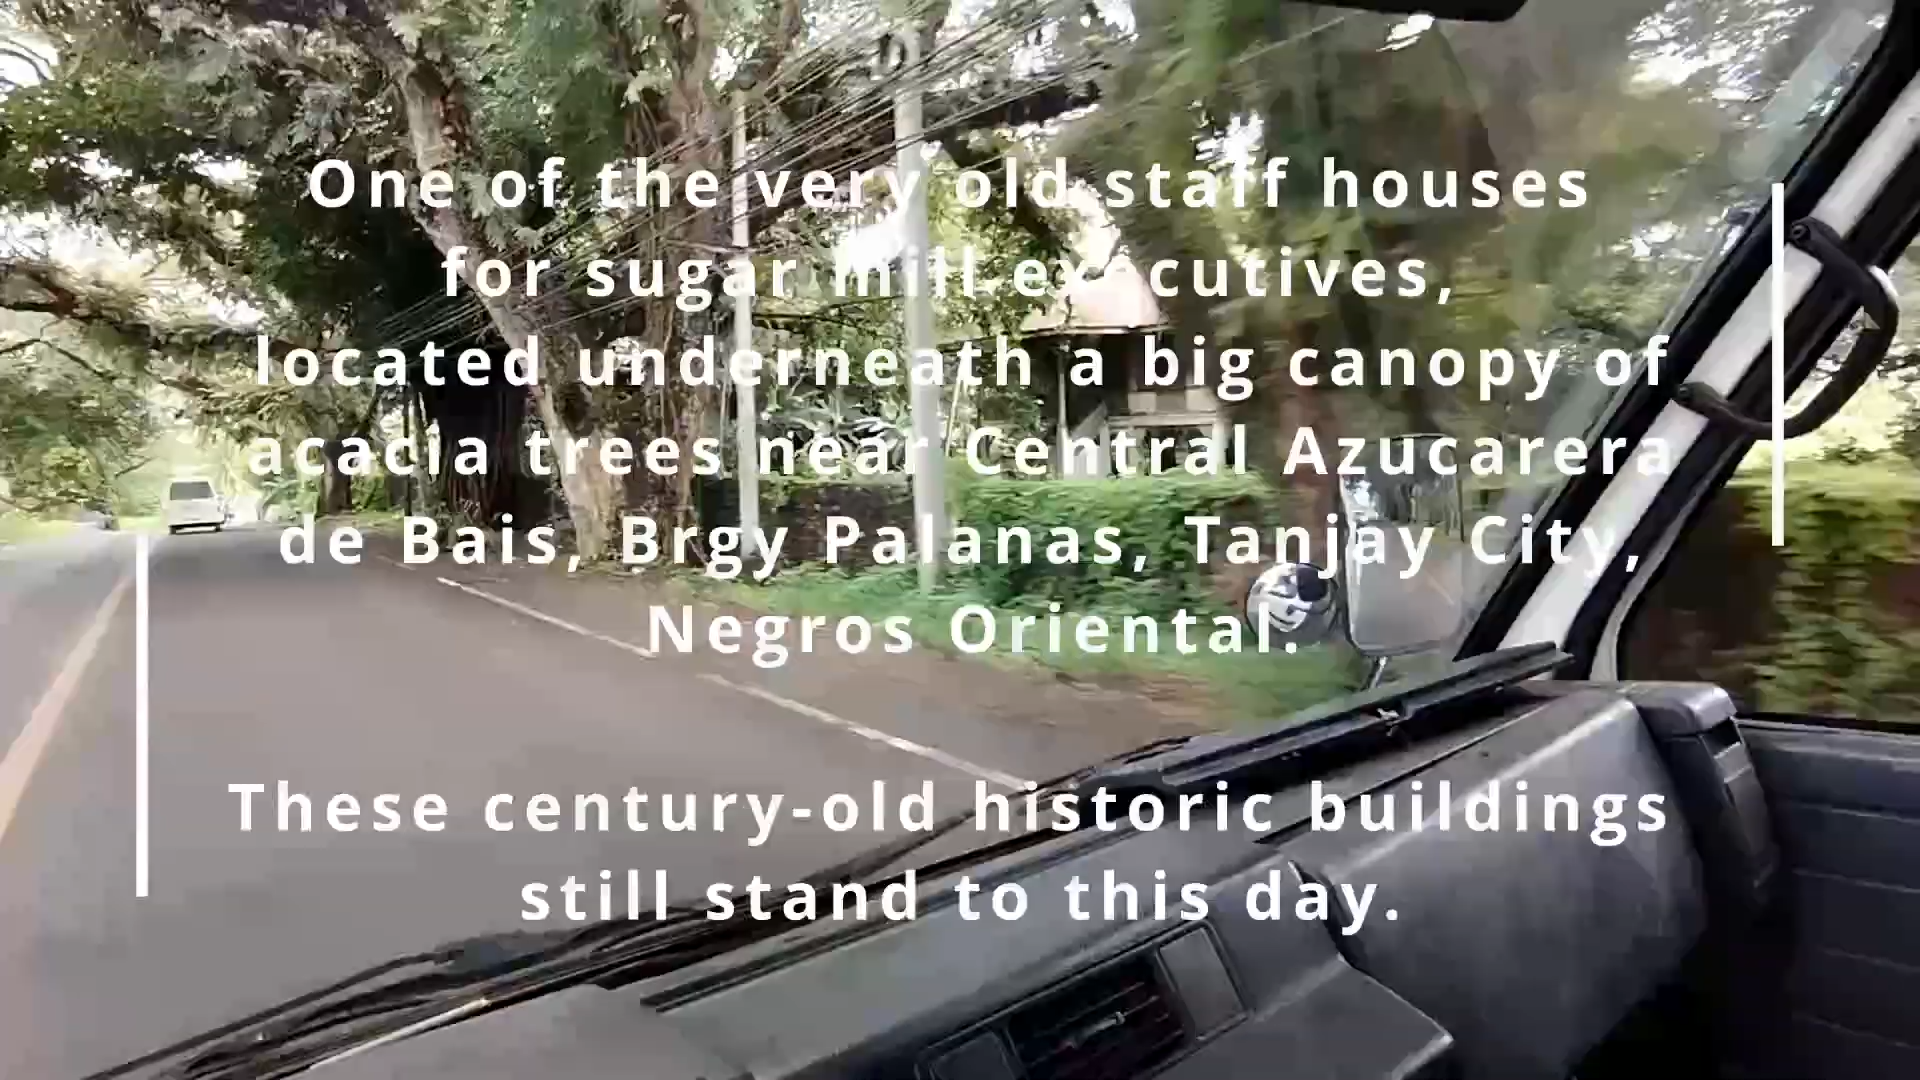 One of the very old staff houses
for sugar mill executives,
located underneath a big canopy of
acacia trees near Central Azucarera
de Bais, Brgy Palanas, Tanjay City,
Negros Oriental.
These century-old historic buildings
still stand to this day.